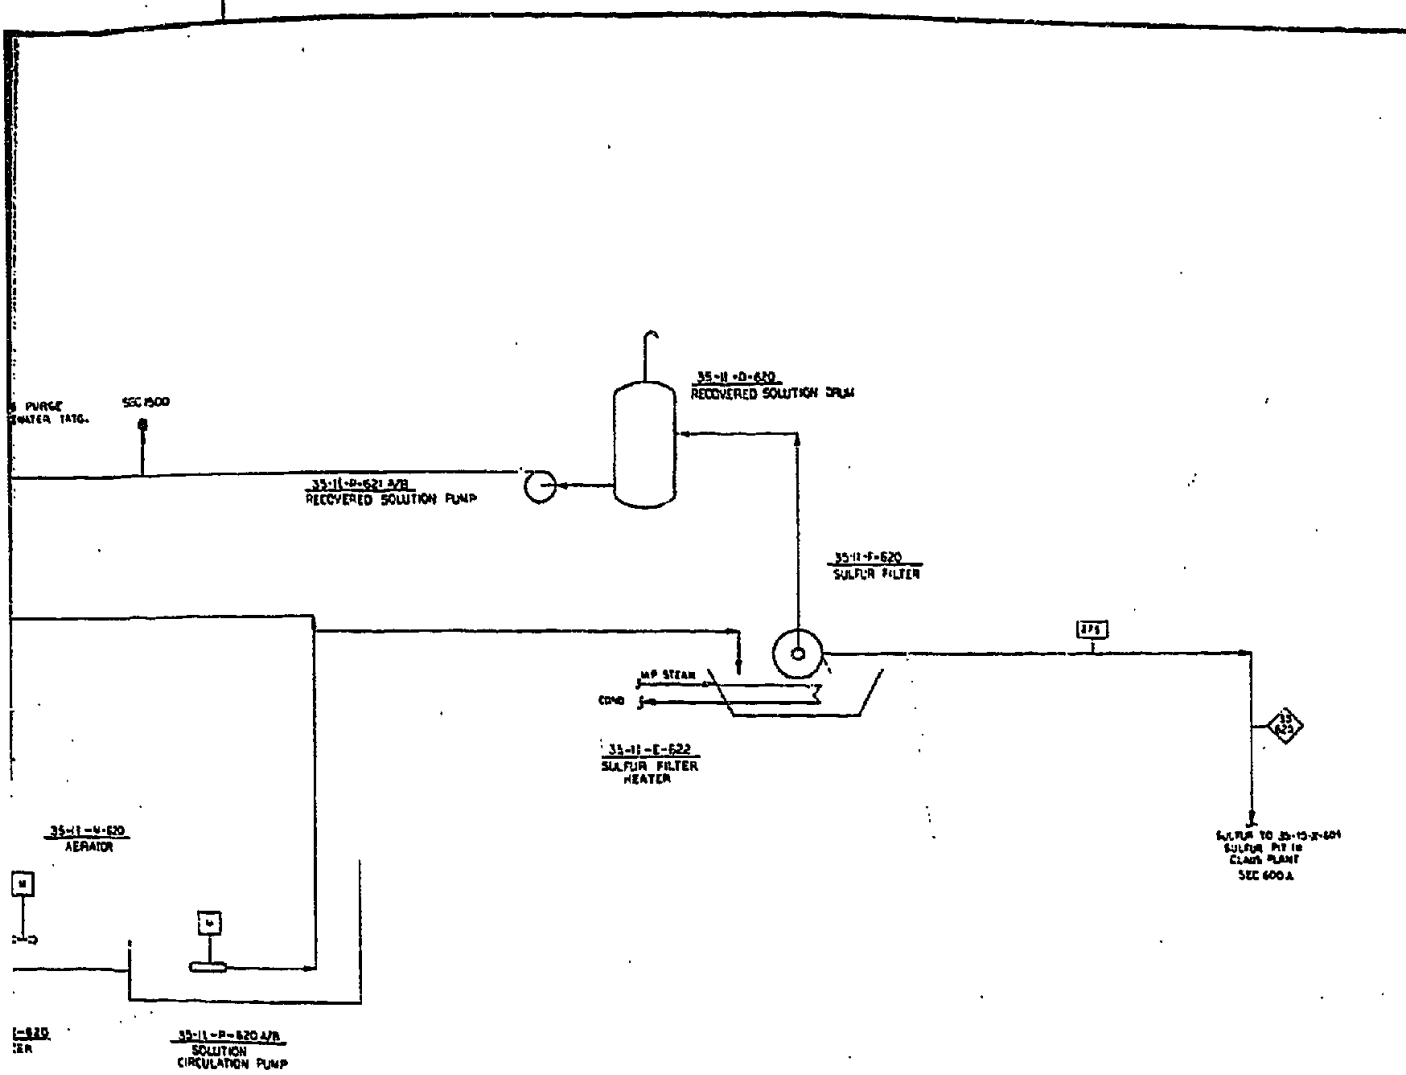 35-11-D-620
RECOVERED SOLUTION DRUM
PURGE
SEC 1500
35-11-P-621 A/B
RECOVERED SOLUTION PUMP
35-11-F-620
SULFUR FILTER
MP STEAM
COND
35-11-E-622
SULFUR FILTER
HEATER
35
625
SULFUR TO
SULFUR PIT IN
CLAUS PLANT
SEC 600A
AERATOR
M
M
-620
35-11-P-620 A/B
SOLUTION
CIRCULATION PUMP